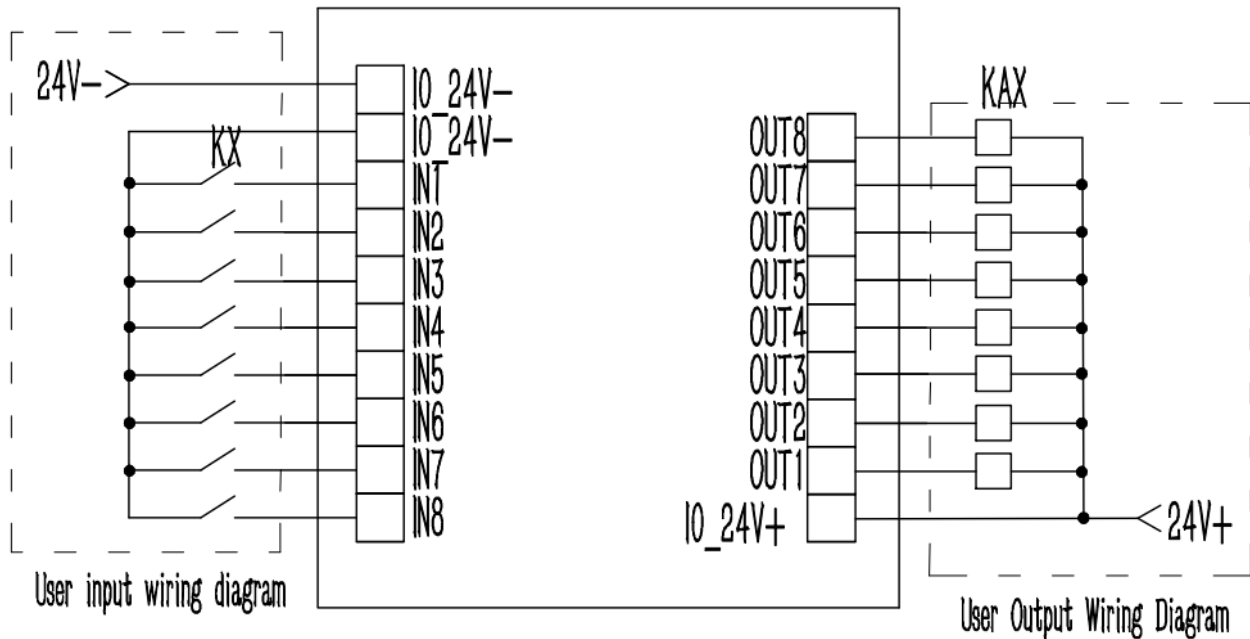 24V-
IO_24V-
IO_24V-
KX
IN1
IN2
IN3
IN4
IN5
IN6
IN7
IN8
User input wiring diagram
KAX
OUT8
OUT7
OUT6
OUT5
OUT4
OUT3
OUT2
OUT1
IO_24V+
24V+
User Output Wiring Diagram